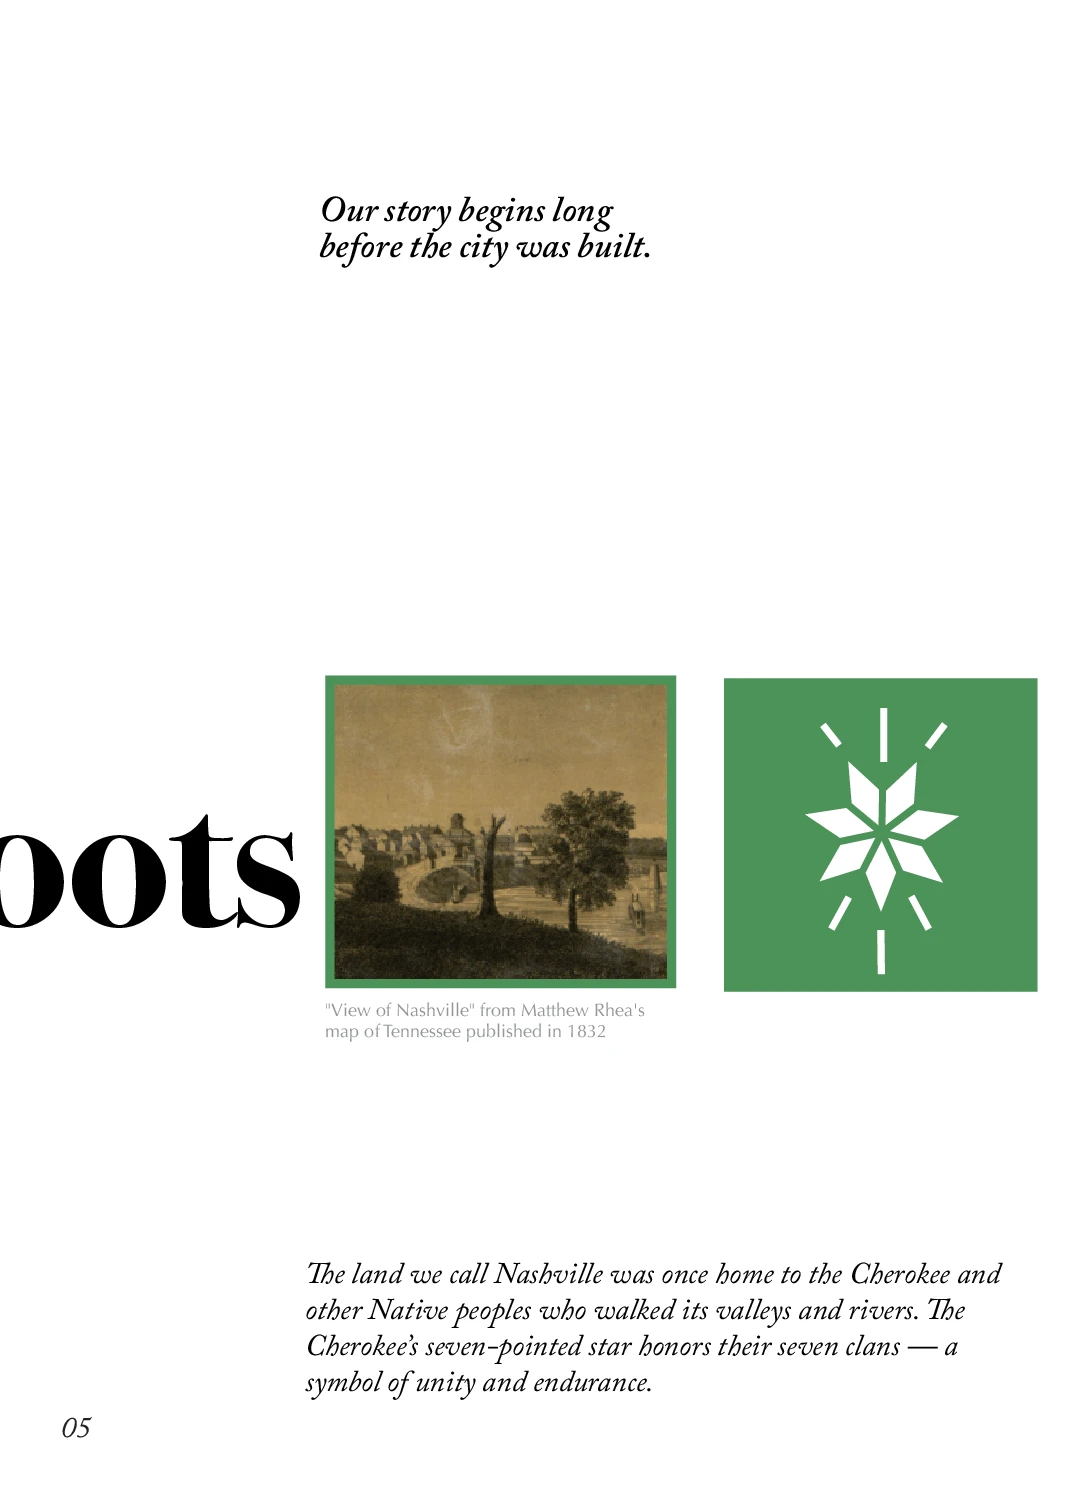 Our story begins long
before the city was built.
oots
"View of Nashville" from Matthew Rhea's
map of Tennessee published in 1832
The land we call Nashville was once home to the Cherokee and
other Native peoples who walked its valleys and rivers. The
Cherokee’s seven-pointed star honors their seven clans — a
symbol of unity and endurance.
05